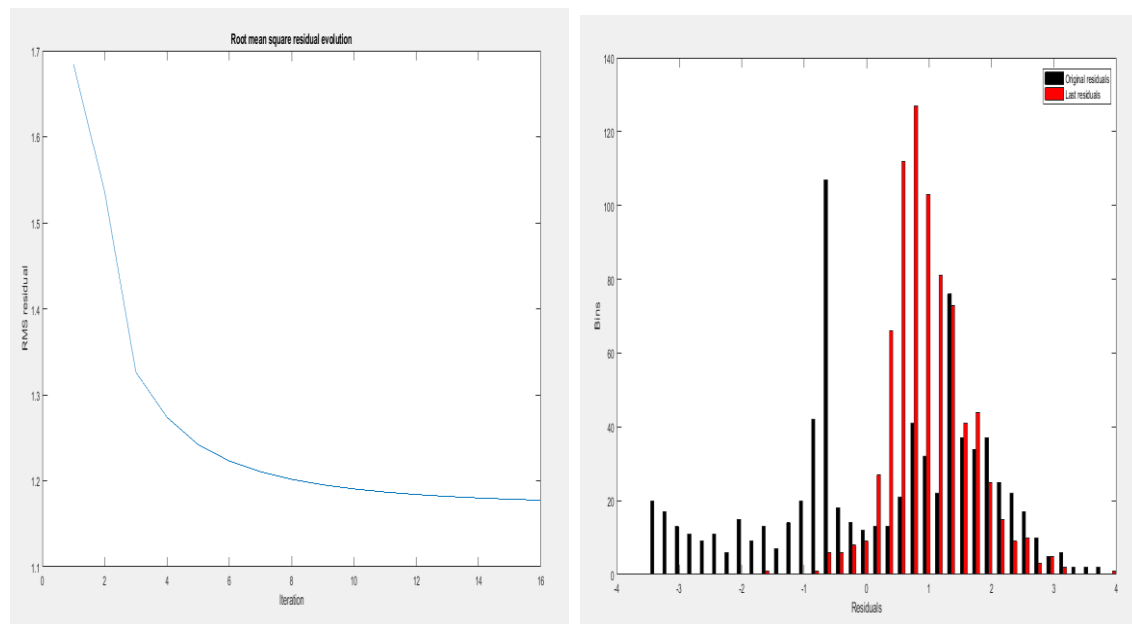 Root mean square residual evolution
1.7
1.6
1.5
1.4
1.3
1.2
1.1
RMS residual
0 2 4 6 8 10 12 14 16
Iteration
140
120
100
80
60
40
20
0
Bins
Original residuals
Last residuals
-4 -3 -2 -1 0 1 2 3 4
Residuals